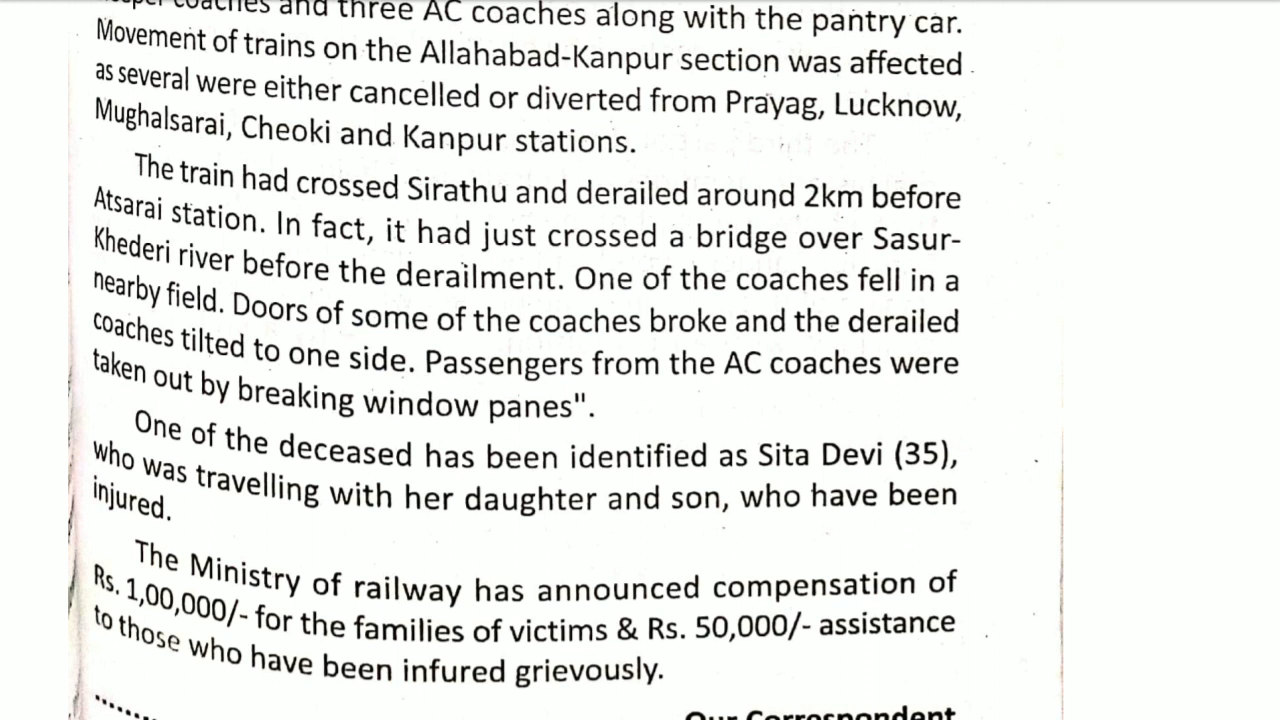 coaches and three AC coaches along with the pantry car.
Movement of trains on the Allahabad-Kanpur section was affected
as several were either cancelled or diverted from Prayag, Lucknow,
Mughalsarai, Cheoki and Kanpur stations.
The train had crossed Sirathu and derailed around 2km before
Atsarai station. In fact, it had just crossed a bridge over Sasur-
Khederi river before the derailment. One of the coaches fell in a
nearby field. Doors of some of the coaches broke and the derailed
coaches tilted to one side. Passengers from the AC coaches were
taken out by breaking window panes".
One of the deceased has been identified as Sita Devi (35),
who was travelling with her daughter and son, who have been
injured.
The Ministry of railway has announced compensation of
Rs. 1,00,000/- for the families of victims & Rs. 50,000/- assistance
to those who have been infured grievously.
........
Our Correspondent